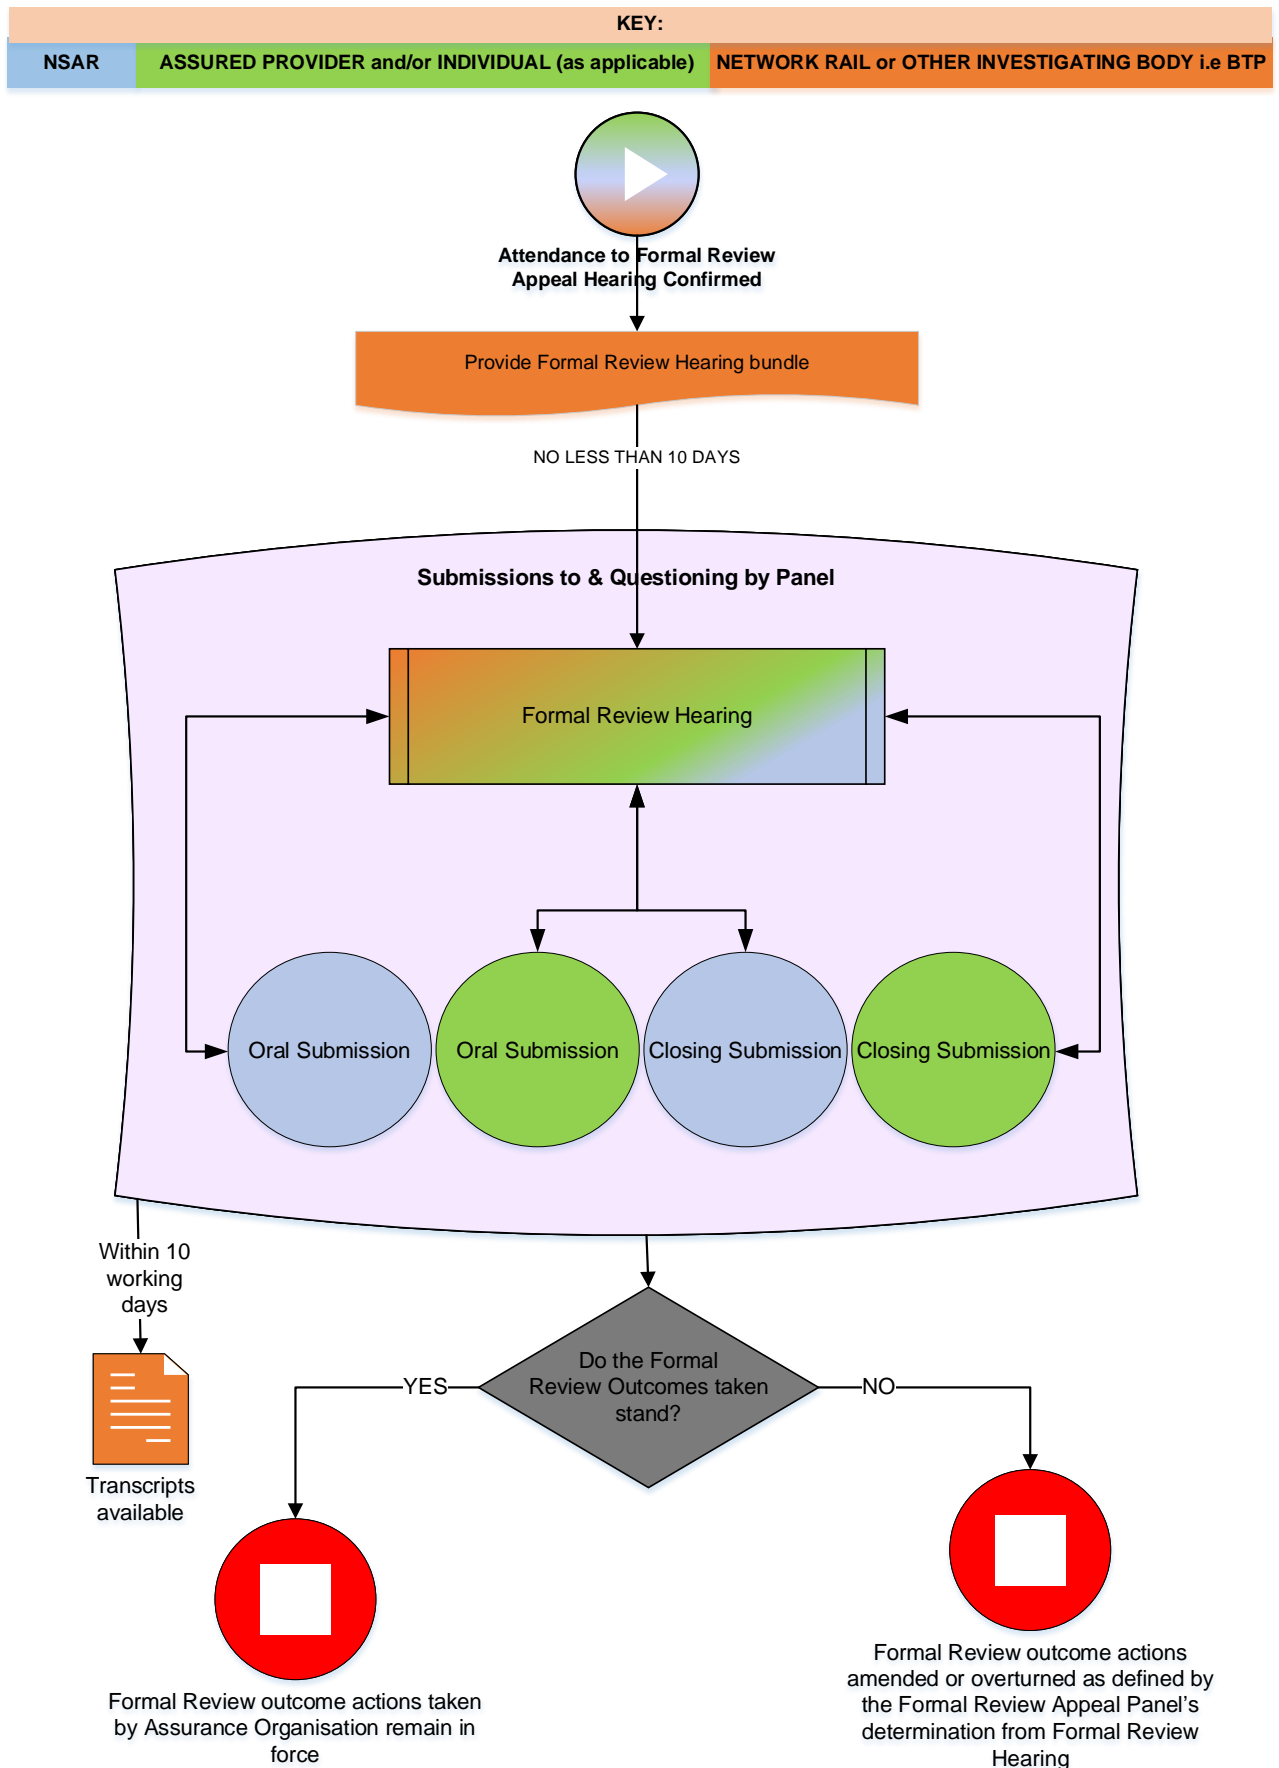 KEY:
NSAR
ASSURED PROVIDER and/or INDIVIDUAL (as applicable)
NETWORK RAIL or OTHER INVESTIGATING BODY i.e BTP
Attendance to Formal Review
Appeal Hearing Confirmed
Provide Formal Review Hearing bundle
NO LESS THAN 10 DAYS
Submissions to & Questioning by Panel
Formal Review Hearing
Oral Submission
Oral Submission
Closing Submission
Closing Submission
Within 10
working
days
Transcripts
available
Do the Formal
Review Outcomes taken
stand?
YES
NO
Formal Review outcome actions taken
by Assurance Organisation remain in
force
Formal Review outcome actions
amended or overturned as defined by
the Formal Review Appeal Panel’s
determination from Formal Review
Hearing